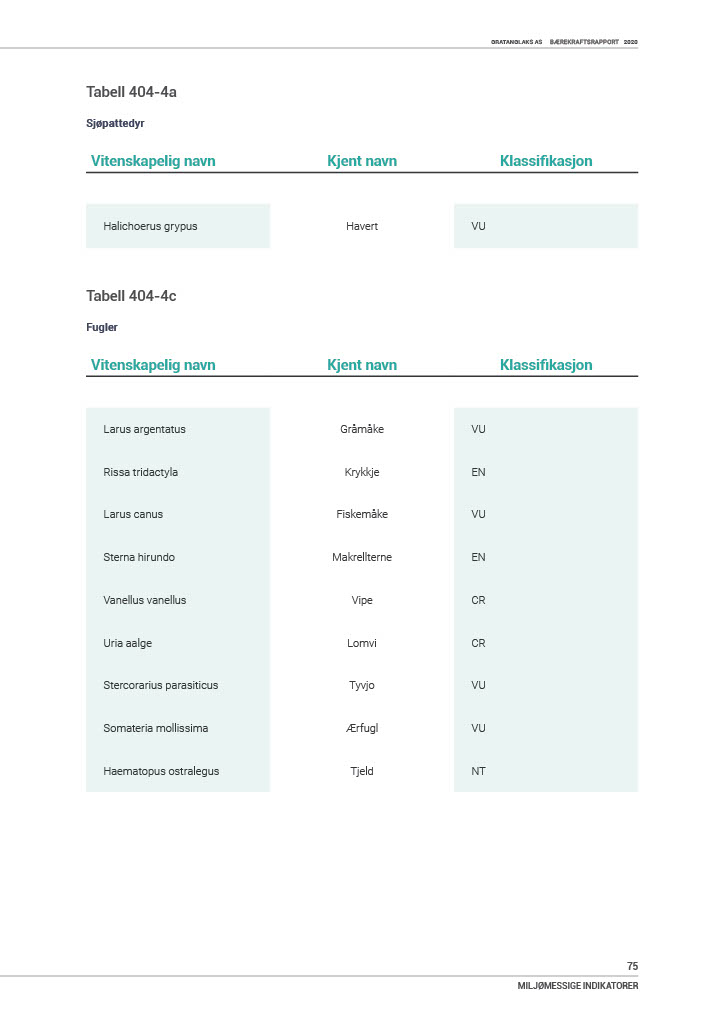 GRATANGLAKS AS BÆREKRAFTSRAPPORT 2020
Tabell 404-4a
Sjøpattedyr
Vitenskapelig navn Kjent navn Klassifikasjon
Halichoerus grypus Havert VU
Tabell 404-4c
Fugler
Vitenskapelig navn Kjent navn Klassifikasjon
Larus argentatus Gråmåke VU
Rissa tridactyla Krykkje EN
Larus canus Fiskemåke VU
Sterna hirundo Makrellterne EN
Vanellus vanellus Vipe CR
Uria aalge Lomvi CR
Stercorarius parasiticus Tyvjo VU
Somateria mollissima Ærfugl VU
Haematopus ostralegus Tjeld NT
75
MILJØMESSIGE INDIKATORER